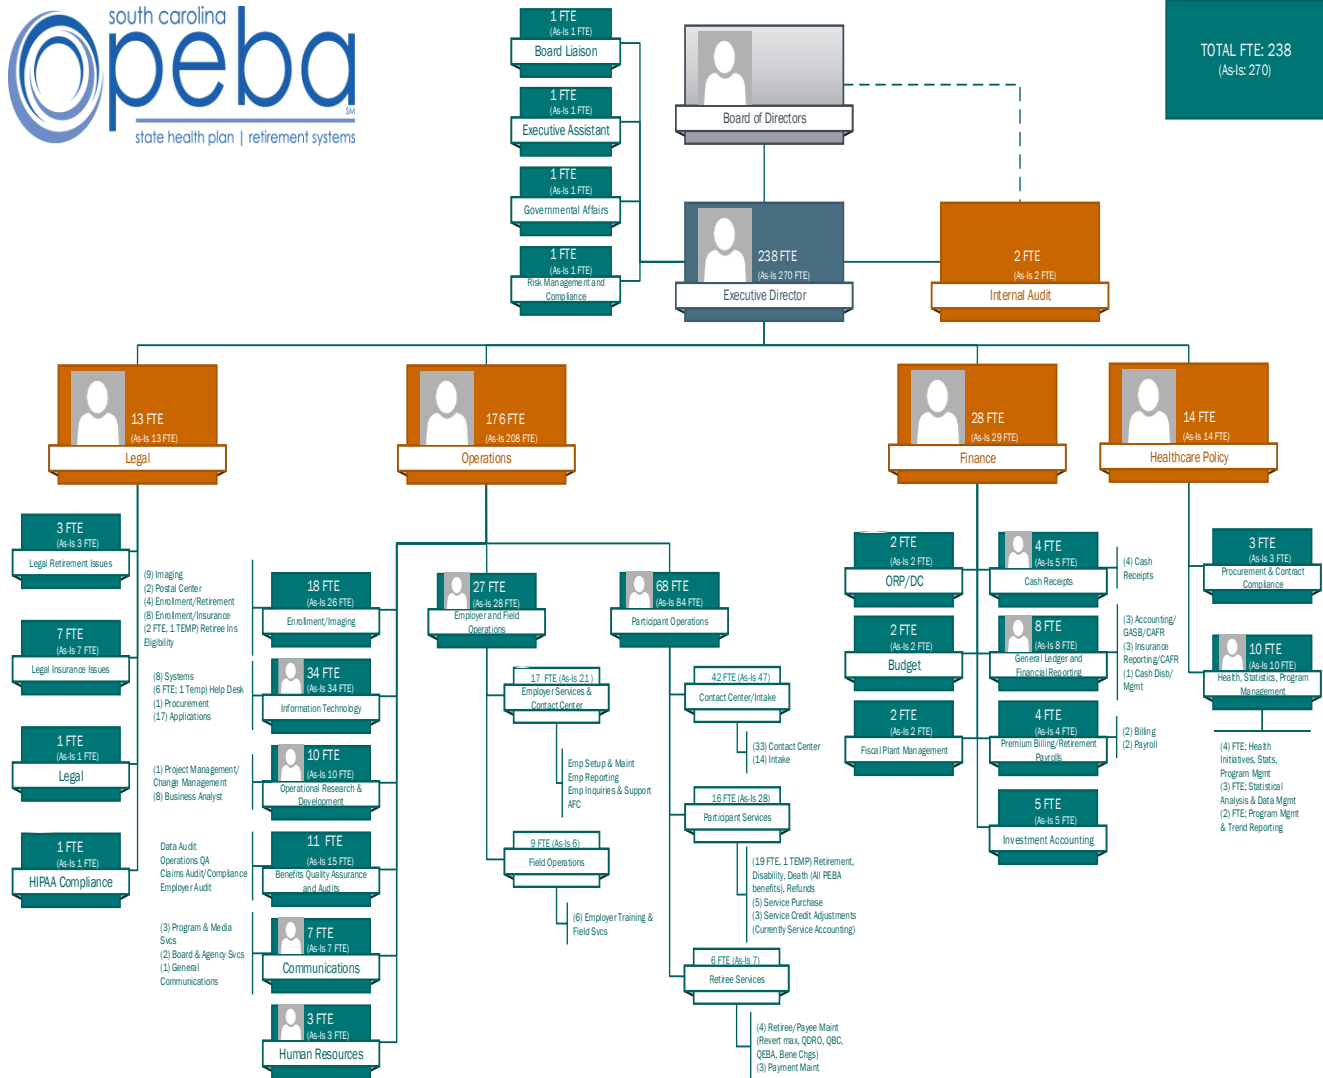 south carolina
peba
SM
state health plan | retirement systems
1 FTE
(As-Is 1 FTE)
Board Liaison
1 FTE
(As-Is 1 FTE)
Executive Assistant
1 FTE
(As-Is 1 FTE)
Governmental Affairs
1 FTE
(As-Is 1 FTE)
Risk Management and
Compliance
Board of Directors
238 FTE
(As-Is 270 FTE)
Executive Director
2 FTE
(As-Is 2 FTE)
Internal Audit
TOTAL FTE: 238
(As-Is: 270)
13 FTE
(As-Is 13 FTE)
Legal
176 FTE
(As-Is 208 FTE)
Operations
28 FTE
(As-Is 29 FTE)
Finance
14 FTE
(As-Is 14 FTE)
Healthcare Policy
3 FTE
(As-Is 3 FTE)
Legal Retirement Issues
7 FTE
(As-Is 7 FTE)
Legal Insurance Issues
1 FTE
(As-Is 1 FTE)
Legal
1 FTE
(As-Is 1 FTE)
HIPAA Compliance
(9) Imaging
(2) Postal Center
(4) Enrollment/Retirement
(8) Enrollment/Insurance
(2 FTE, 1 TEMP) Retiree Ins
Eligibility
18 FTE
(As-Is 26 FTE)
Enrollment/Imaging
(8) Systems
(6 FTE; 1 Temp) Help Desk
(1) Procurement
(17) Applications
34 FTE
(As-Is 34 FTE)
Information Technology
(1) Project Management/
Change Management
(8) Business Analyst
10 FTE
(As-Is 10 FTE)
Operational Research &
Development
Data Audit
Operations QA
Claims Audit/Compliance
Employer Audit
11 FTE
(As-Is 15 FTE)
Benefits Quality Assurance
and Audits
(3) Program & Media
Svcs
(2) Board & Agency Svcs
(1) General
Communications
7 FTE
(As-Is 7 FTE)
Communications
3 FTE
(As-Is 3 FTE)
Human Resources
27 FTE
(As-Is 28 FTE)
Employer and Field
Operations
17 FTE (As-Is 21)
Employer Services &
Contact Center
Emp Setup & Maint
Emp Reporting
Emp Inquiries & Support
AFC
9 FTE (As-Is 6)
Field Operations
(6) Employer Training &
Field Svcs
68 FTE
(As-Is 84 FTE)
Participant Operations
42 FTE (As-Is 47)
Contact Center/Intake
(33) Contact Center
(14) Intake
16 FTE (As-Is 28)
Participant Services
(19 FTE, 1 TEMP) Retirement,
Disability, Death (All PEBA
benefits), Refunds
(5) Service Purchase
(3) Service Credit Adjustments
(Currently Service Accounting)
6 FTE (As-Is 7)
Retiree Services
(4) Retiree/Payee Maint
(Revert max, QDRO, QBC,
QEBA, Bene Chgs)
(3) Payment Maint
2 FTE
(As-Is 2 FTE)
ORP/DC
2 FTE
(As-Is 2 FTE)
Budget
2 FTE
(As-Is 2 FTE)
Fiscal Plant Management
4 FTE
(As-Is 5 FTE)
Cash Receipts
(4) Cash
Receipts
8 FTE
(As-Is 8 FTE)
General Ledger and
Financial Reporting
(3) Accounting/
GASB/CAFR
(3) Insurance
Reporting/CAFR
(1) Cash Disb/
Mgmt
4 FTE
(As-Is 4 FTE)
Premium Billing/Retirement
Payrolls
(2) Billing
(2) Payroll
5 FTE
(As-Is 5 FTE)
Investment Accounting
3 FTE
(As-Is 3 FTE)
Procurement & Contract
Compliance
10 FTE
(As-Is 10 FTE)
Health, Statistics, Program
Management
(4) FTE; Health
Initiatives, Stats,
Program Mgmt
(3) FTE; Statistical
Analysis & Data Mgmt
(2) FTE; Program Mgmt
& Trend Reporting